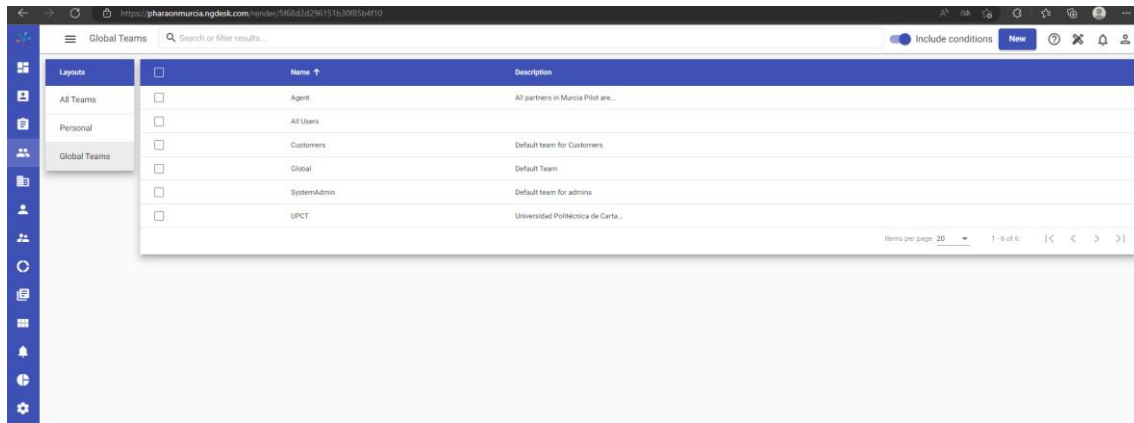 https://pharaonmurcia.ngdesk.com/render/5f68d2d296151b30f85b4f10
Global Teams
Search or filter results...
Include conditions
New
Layouts
Name
Description
All Teams
Personal
Global Teams
Agent
All partners in Murcia Pilot are...
All Users
Customers
Default team for Customers
Global
Default Team
SystemAdmin
Default team for admins
UPCT
Universidad Politécnica de Carta...
Items per page 20
1 - 6 of 6